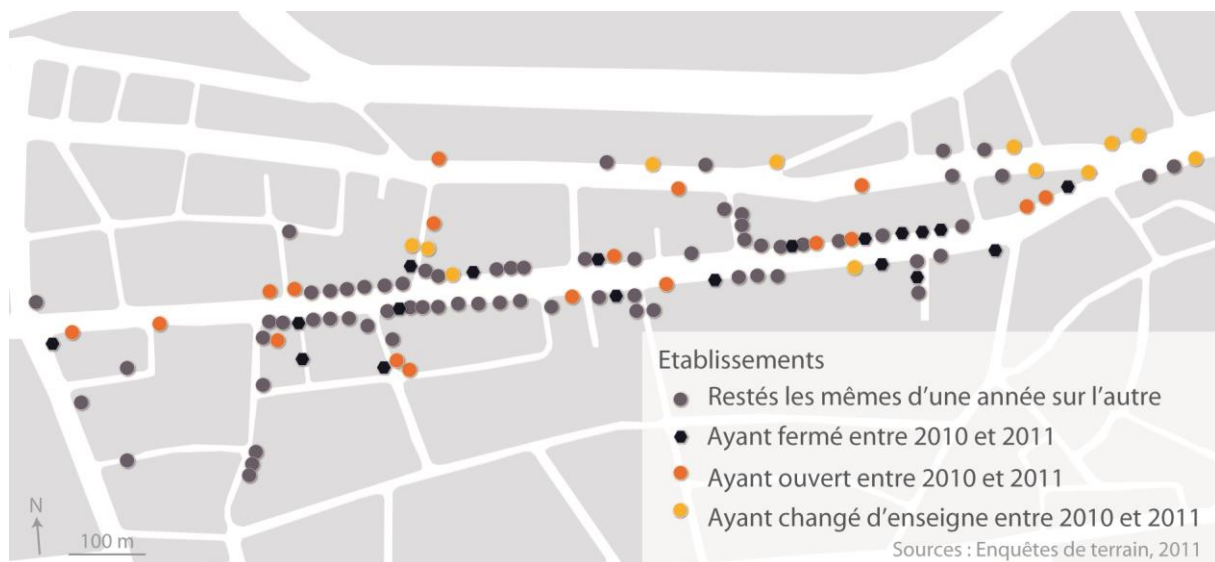 Etablissements
Restés les mêmes d'une année sur l'autre
Ayant fermé entre 2010 et 2011
Ayant ouvert entre 2010 et 2011
Ayant changé d'enseigne entre 2010 et 2011
Sources : Enquêtes de terrain, 2011
N
100 m